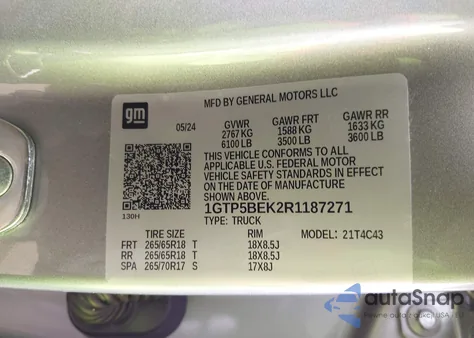 MFD BY GENERAL MOTORS LLC
gm
05/24 GVWR GAWR FRT GAWR RR
2767 KG 1588 KG 1633 KG
6100 LB 3500 LB 3600 LB
THIS VEHICLE CONFORMS TO ALL
APPLICABLE U.S. FEDERAL MOTOR
VEHICLE SAFETY STANDARDS IN EFFECT
ON THE DATE OF MANUFACTURE
SHOWN ABOVE.
1GTP5BEK2R1187271
130H
TYPE: TRUCK MODEL: 21T4C43
TIRE SIZE RIM
FRT 265/65R18 T 18X8.5J
RR 265/65R18 T 18X8.5J
SPA 265/70R17 S 17X8J
autoSnap